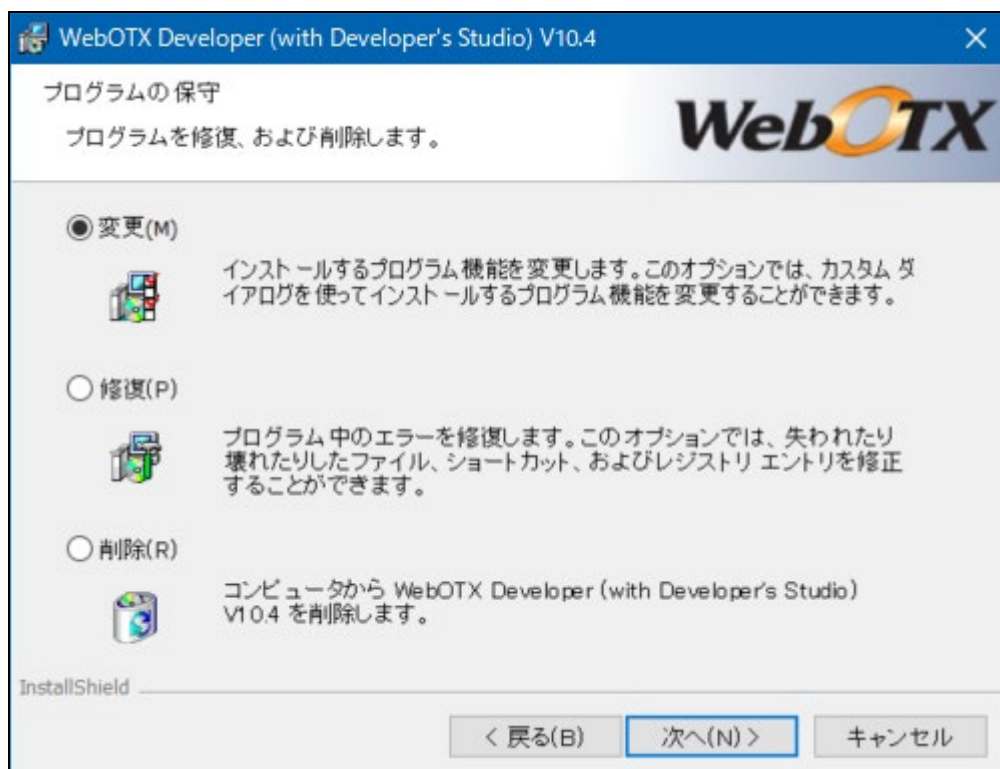 WebOTX Developer (with Developer's Studio) V10.4
プログラムの保守
プログラムを修復、および削除します。
WebOTX
変更(M)
インストールするプログラム機能を変更します。このオプションでは、カスタム ダ
イアログを使ってインストールするプログラム機能を変更することができます。
修復(P)
プログラム中のエラーを修復します。このオプションでは、失われたり
壊れたりしたファイル、ショートカット、およびレジストリ エントリを修正
することができます。
削除(R)
コンピュータから WebOTX Developer (with Developer's Studio)
V10.4 を削除します。
InstallShield
< 戻る(B)
次へ(N) >
キャンセル